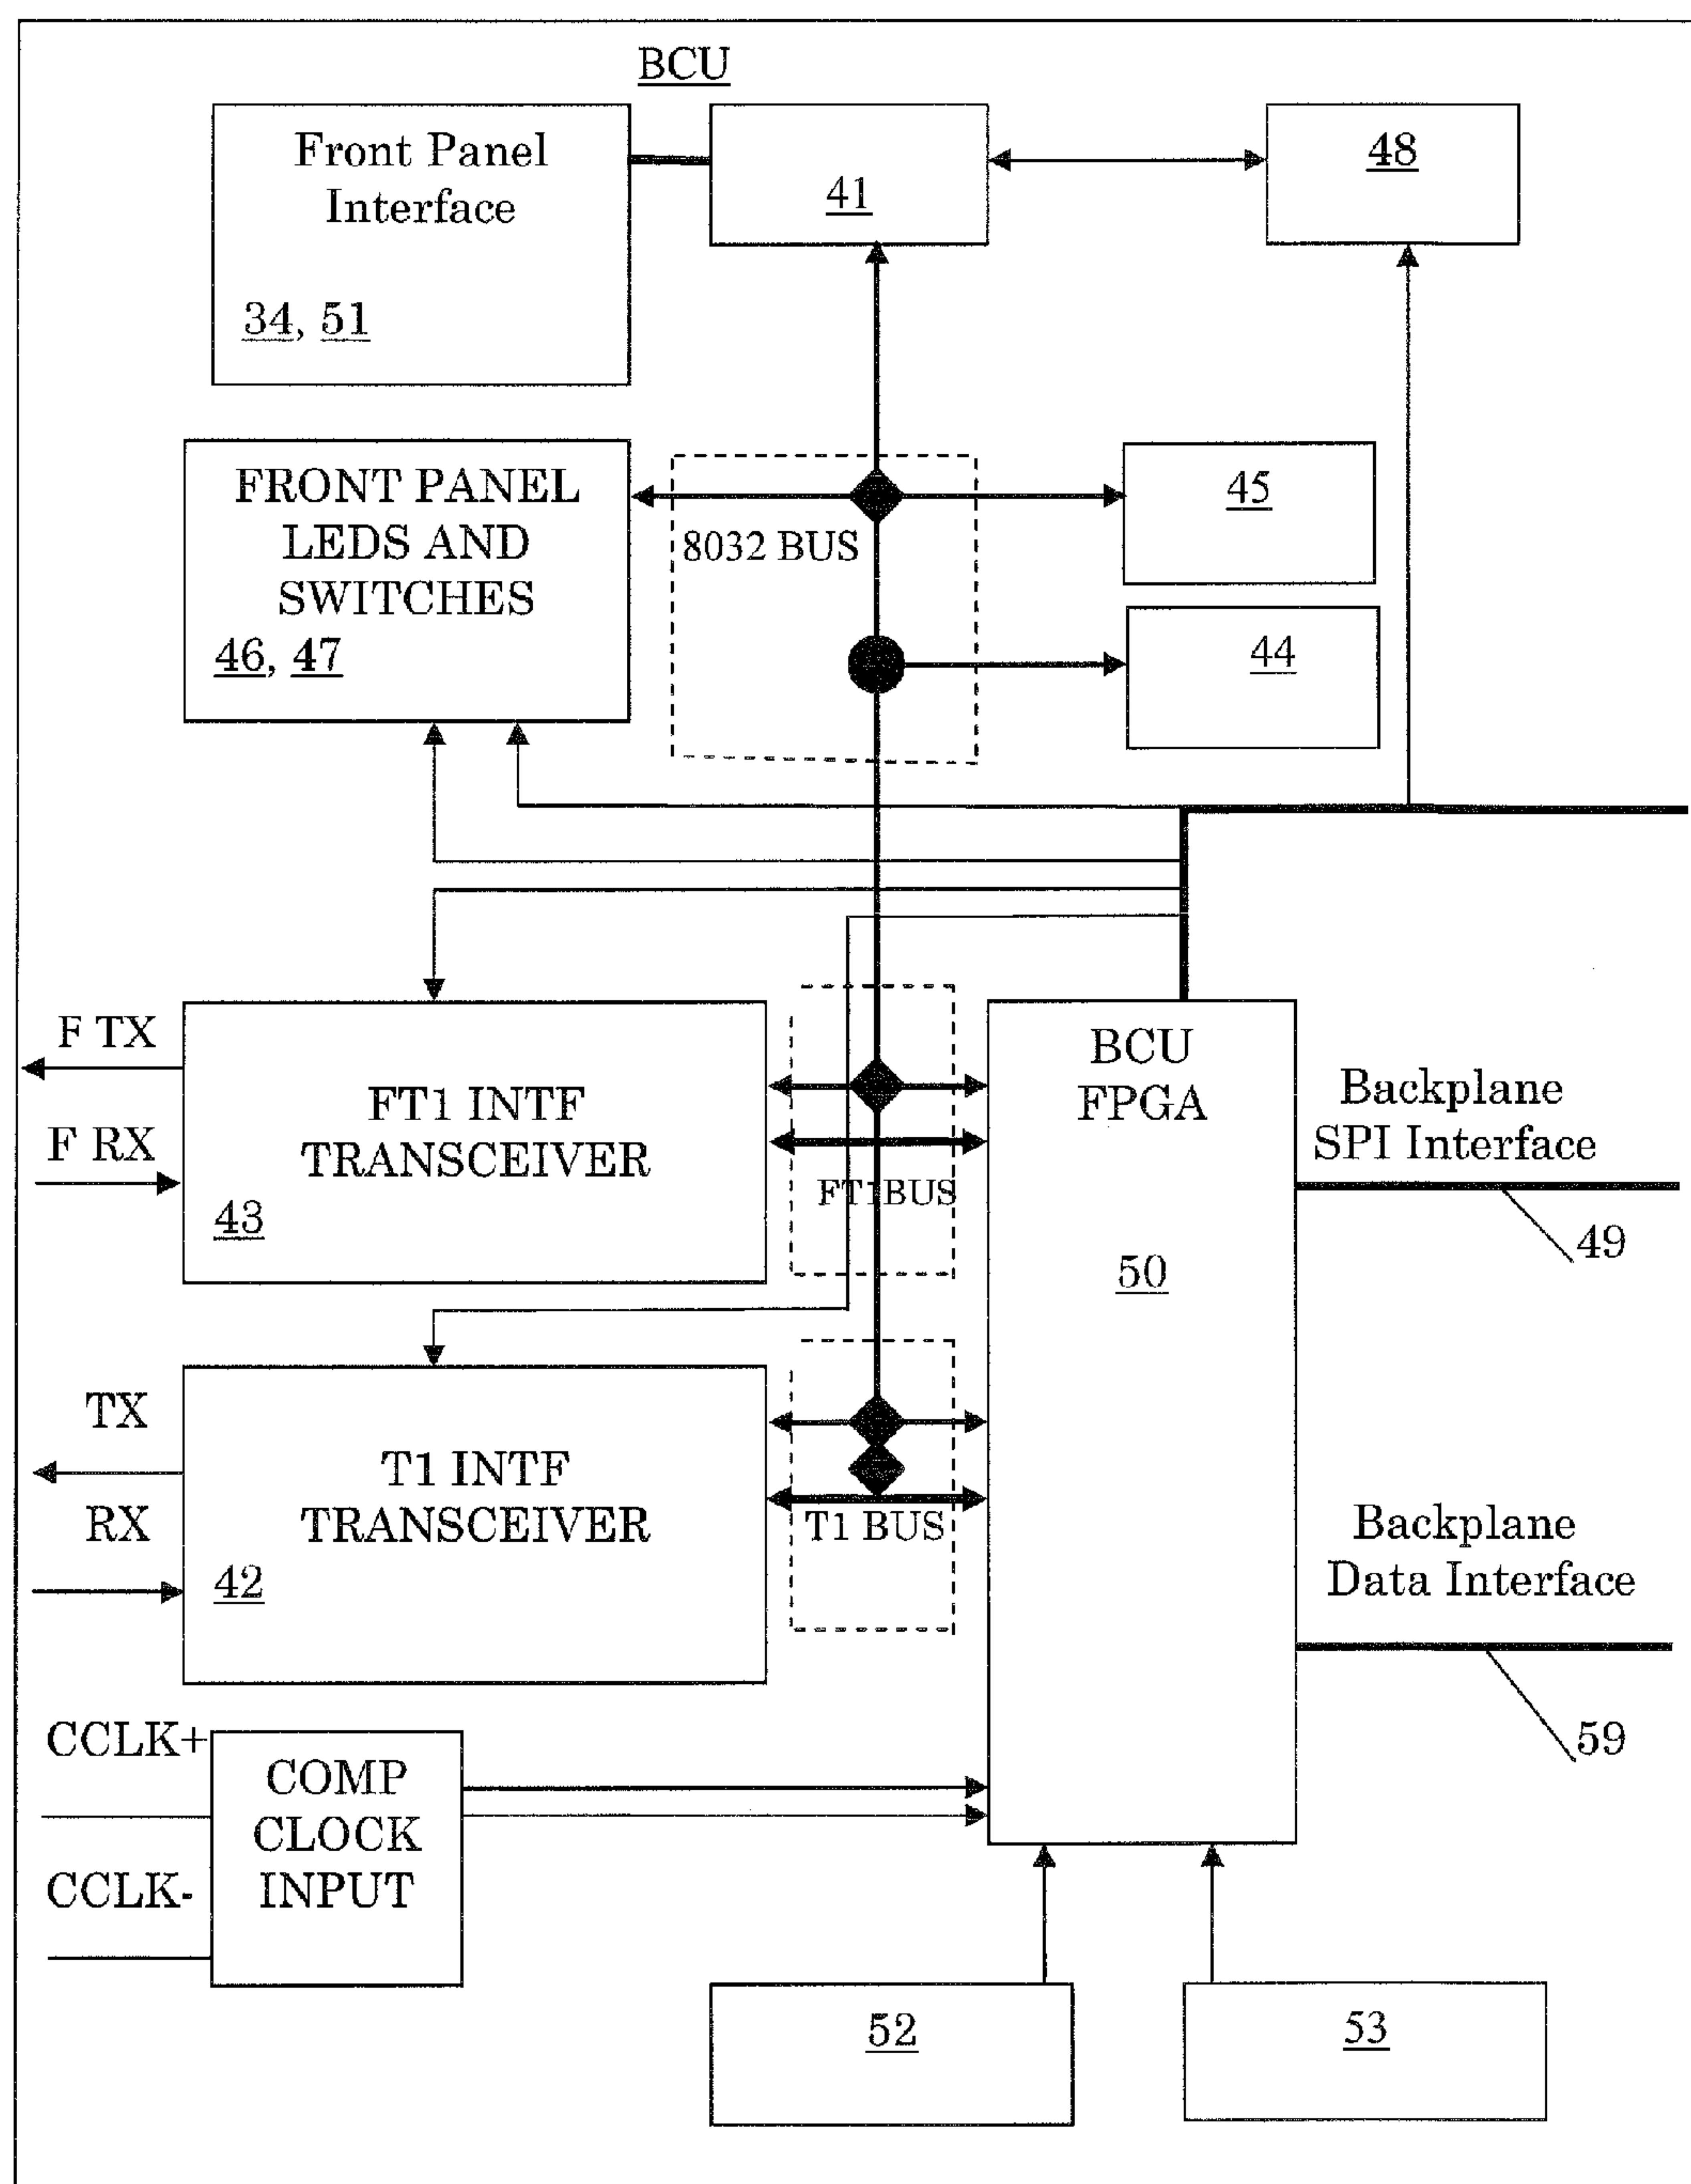 BCU
Front Panel
Interface
34, 51
41
48
FRONT PANEL
LEDS AND
SWITCHES
46, 47
8032 BUS
45
44
F TX
F RX
FT1 INTF
TRANSCEIVER
43
FT1BUS
BCU
FPGA
50
Backplane
SPI Interface
49
TX
RX
T1 INTF
TRANSCEIVER
42
T1 BUS
Backplane
Data Interface
59
CCLK+
CCLK-
COMP
CLOCK
INPUT
52
53